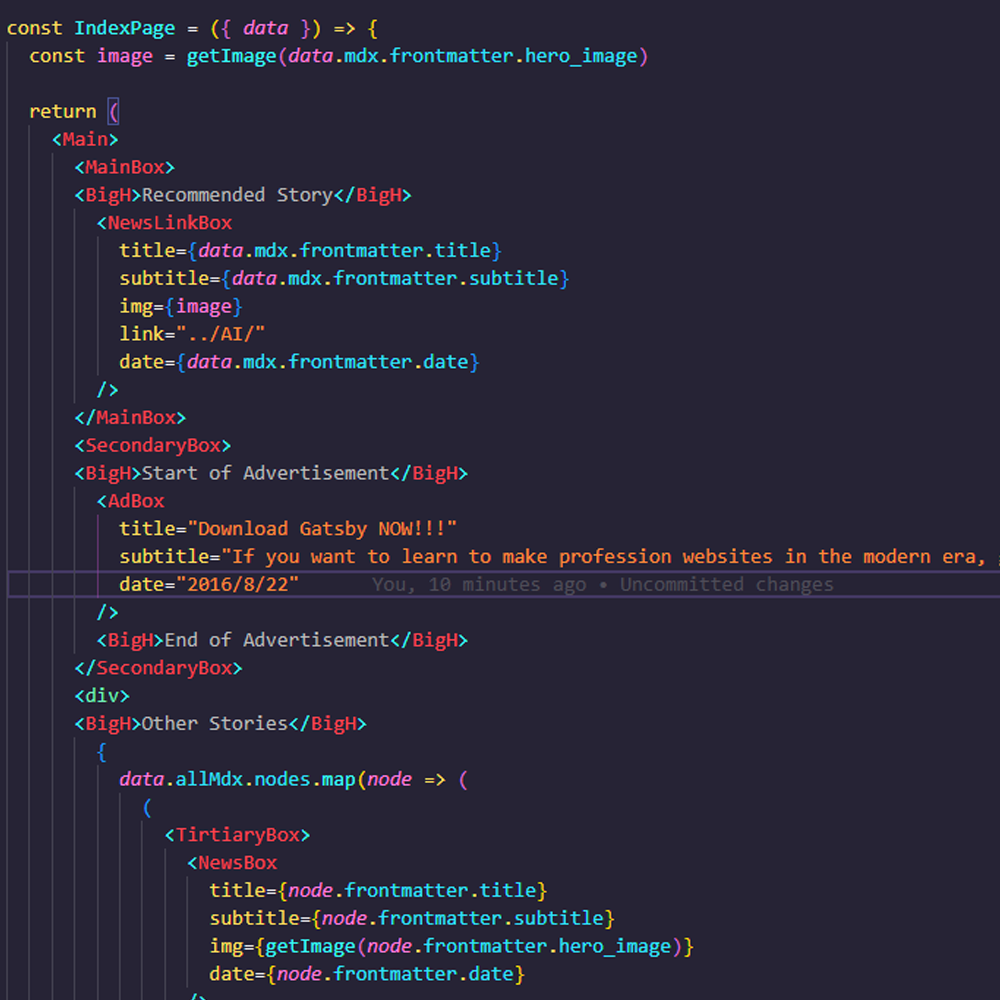 const IndexPage = ({ data }) => {
const image = getImage(data.mdx.frontmatter.hero_image)
return (
<Main>
<MainBox>
<BigH>Recommended Story</BigH>
<NewsLinkBox
title={data.mdx.frontmatter.title}
subtitle={data.mdx.frontmatter.subtitle}
img={image}
link="../AI/"
date={data.mdx.frontmatter.date}
/>
</MainBox>
<SecondaryBox>
<BigH>Start of Advertisement</BigH>
<AdBox
title="Download Gatsby NOW!!!"
subtitle="If you want to learn to make profession websites in the modern era,
date="2016/8/22" You, 10 minutes ago • Uncommitted changes
/>
<BigH>End of Advertisement</BigH>
</SecondaryBox>
<div>
<BigH>Other Stories</BigH>
{
data.allMdx.nodes.map(node => (
(
<TirtiaryBox>
<NewsBox
title={node.frontmatter.title}
subtitle={node.frontmatter.subtitle}
img={getImage(node.frontmatter.hero_image)}
date={node.frontmatter.date}
/>